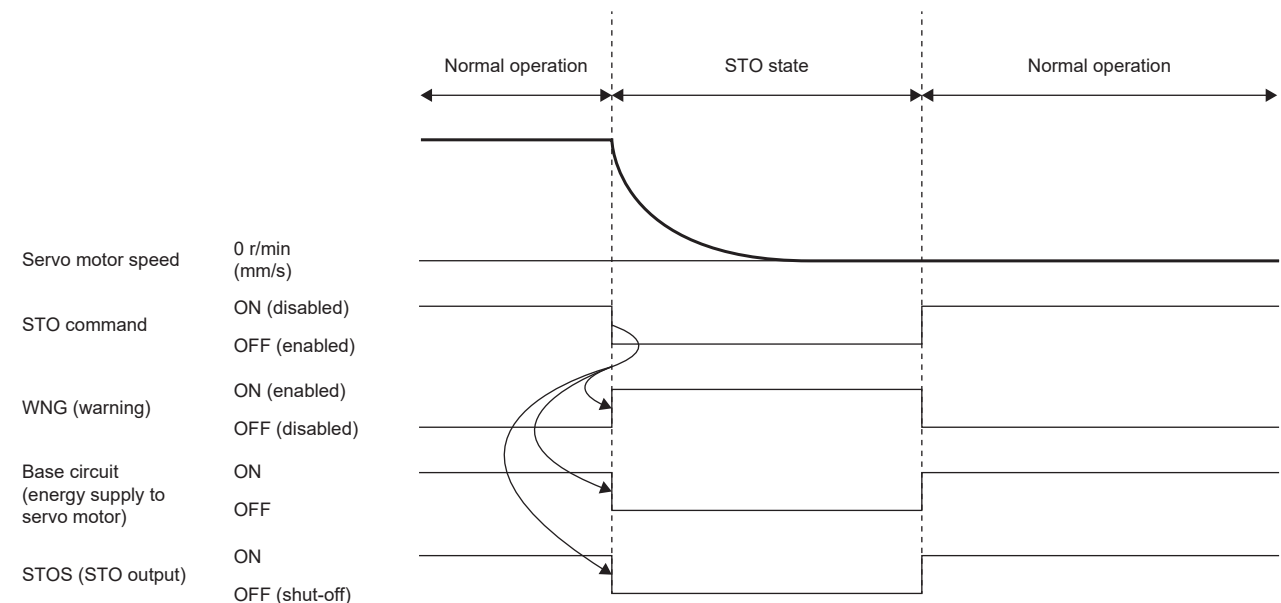 Normal operation
STO state
Normal operation
Servo motor speed
0 r/min
(mm/s)
STO command
ON (disabled)
OFF (enabled)
WNG (warning)
ON (enabled)
OFF (disabled)
Base circuit
(energy supply to
servo motor)
ON
OFF
STOS (STO output)
ON
OFF (shut-off)